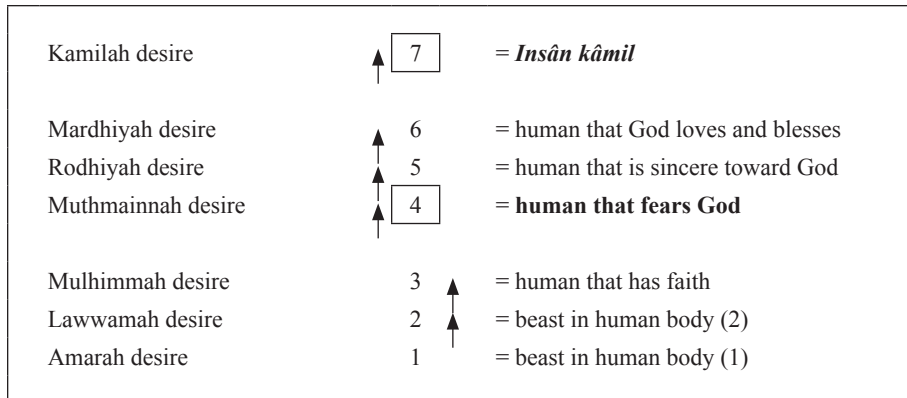 Kamilah desire 7 = Insân kâmil
Mardhiyah desire 6 = human that God loves and blesses
Rodhiyah desire 5 = human that is sincere toward God
Muthmainnah desire 4 = human that fears God
Mulhimmah desire 3 = human that has faith
Lawwamah desire 2 = beast in human body (2)
Amarah desire 1 = beast in human body (1)